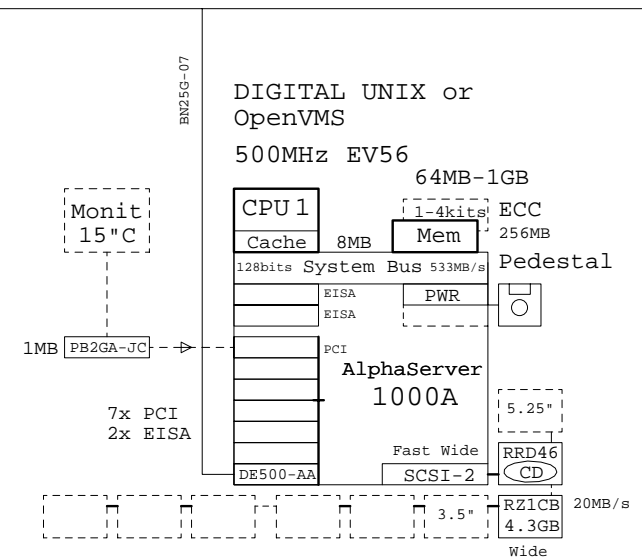 BN25G-07
DIGITAL UNIX or
OpenVMS
500MHz EV56
64MB-1GB
Monit
15"C
CPU 1
1-4kits
ECC
Cache
8MB
Mem
256MB
128bits System Bus 533MB/s
Pedestal
EISA
PWR
EISA
1MB
PB2GA-JC
PCI
AlphaServer
1000A
7x PCI
2x EISA
5.25"
Fast Wide
RRD46
DE500-AA
SCSI-2
CD
3.5"
RZ1CB
20MB/s
4.3GB
Wide